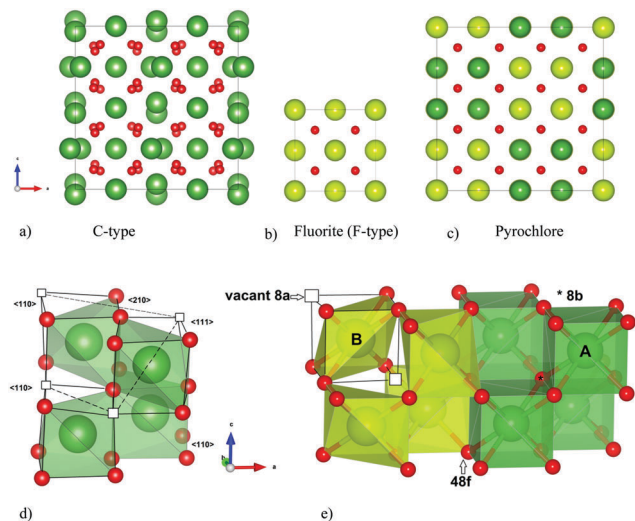 c
a
a)
C-type
b)
Fluorite (F-type)
c)
Pyrochlore
<110>
<210>
<111>
<110>
<110>
d)
c
a
vacant 8a
* 8b
B
A
*
48f
e)